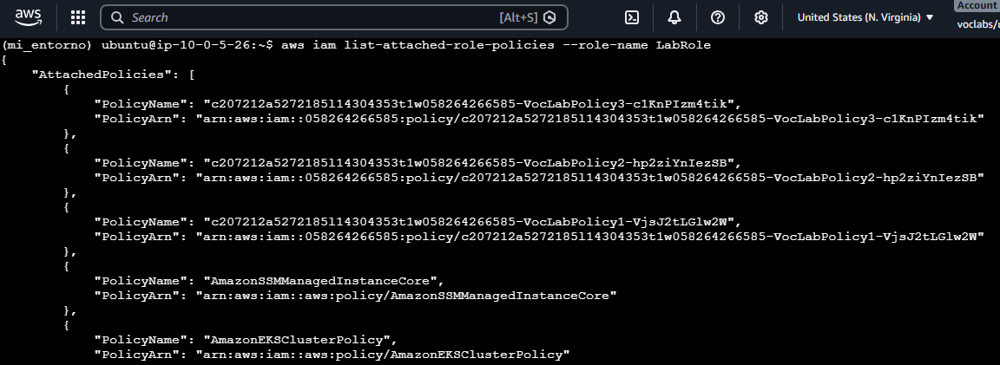 aws
Search [Alt+S] United States (N. Virginia) Account
voclabs/u
(mi_entorno) ubuntu@ip-10-0-5-26:~$ aws iam list-attached-role-policies --role-name LabRole
{
    "AttachedPolicies": [
        {
            "PolicyName": "c207212a5272185l14304353t1w058264266585-VocLabPolicy3-c1KnPIzm4tik",
            "PolicyArn": "arn:aws:iam::058264266585:policy/c207212a5272185l14304353t1w058264266585-VocLabPolicy3-c1KnPIzm4tik"
        },
        {
            "PolicyName": "c207212a5272185l14304353t1w058264266585-VocLabPolicy2-hp2ziYnIezSB",
            "PolicyArn": "arn:aws:iam::058264266585:policy/c207212a5272185l14304353t1w058264266585-VocLabPolicy2-hp2ziYnIezSB"
        },
        {
            "PolicyName": "c207212a5272185l14304353t1w058264266585-VocLabPolicy1-VjsJ2tLGlw2W",
            "PolicyArn": "arn:aws:iam::058264266585:policy/c207212a5272185l14304353t1w058264266585-VocLabPolicy1-VjsJ2tLGlw2W"
        },
        {
            "PolicyName": "AmazonSSMManagedInstanceCore",
            "PolicyArn": "arn:aws:iam::aws:policy/AmazonSSMManagedInstanceCore"
        },
        {
            "PolicyName": "AmazonEKSClusterPolicy",
            "PolicyArn": "arn:aws:iam::aws:policy/AmazonEKSClusterPolicy"